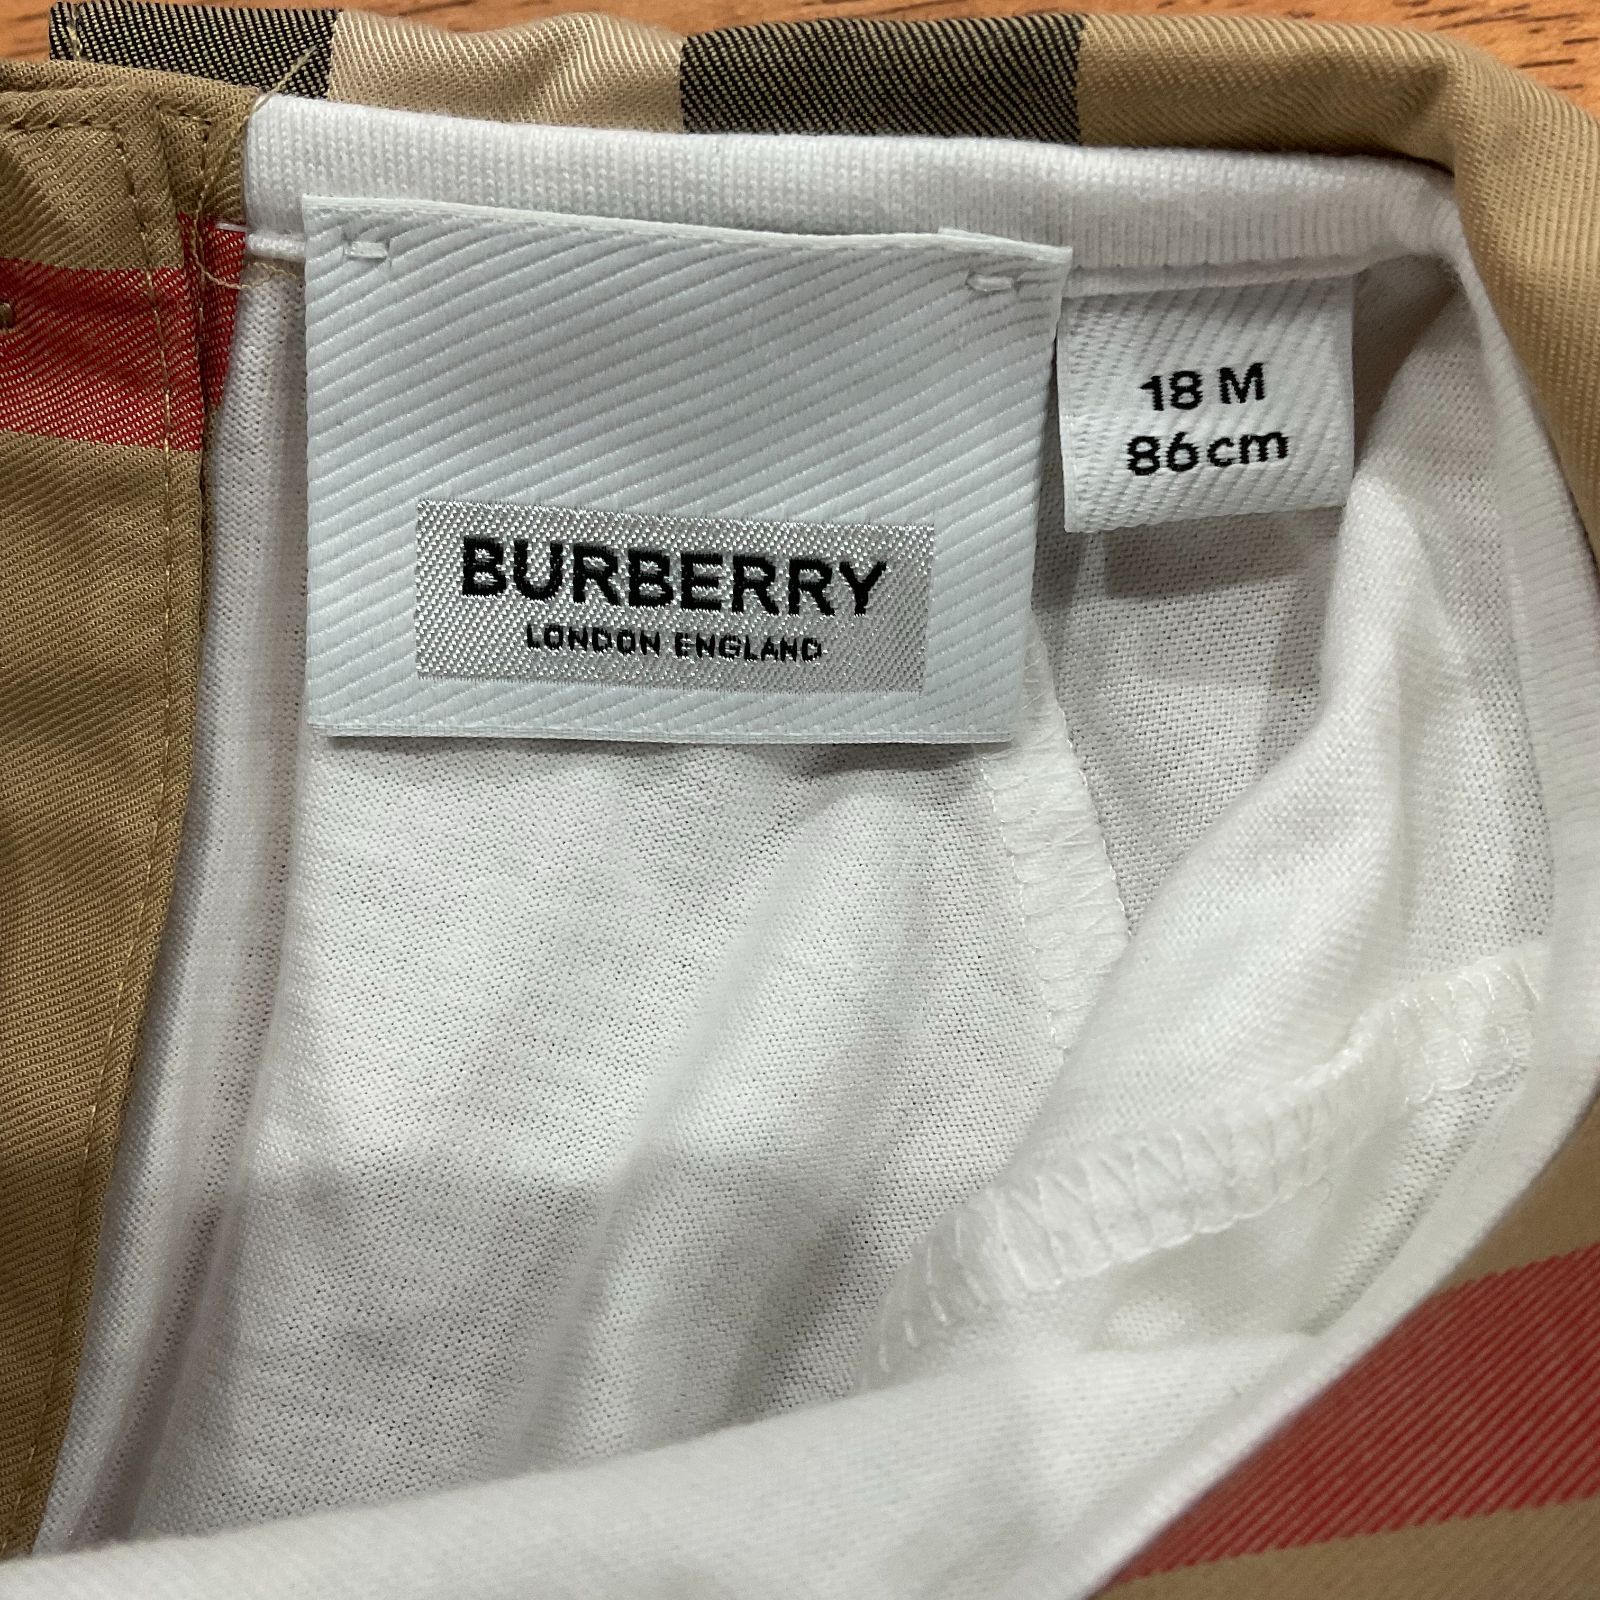 BURBERRY
LONDON ENGLAND
18 M
86cm